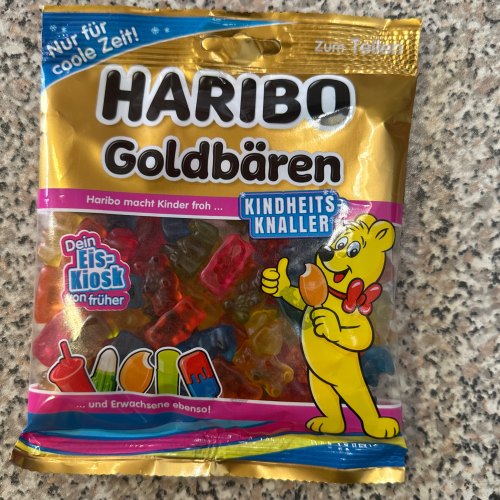 Nur für
coole Zeit!
Zum Teilen
HARIBO
Goldbären
Haribo macht Kinder froh ...
KINDHEITS
KNALLER
Dein
Eis-
Kiosk
von früher
... und Erwachsene ebenso!